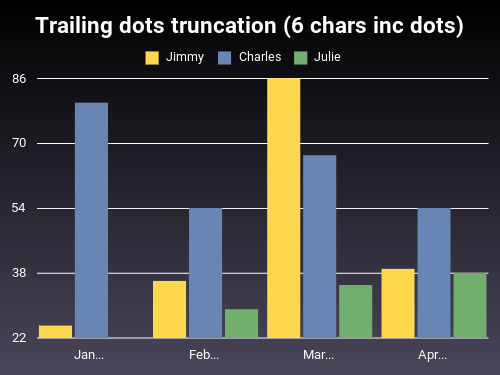 Trailing dots truncation (6 chars inc dots)
Jimmy Charles Julie
86
70
54
38
22
Jan... Feb... Mar... Apr...